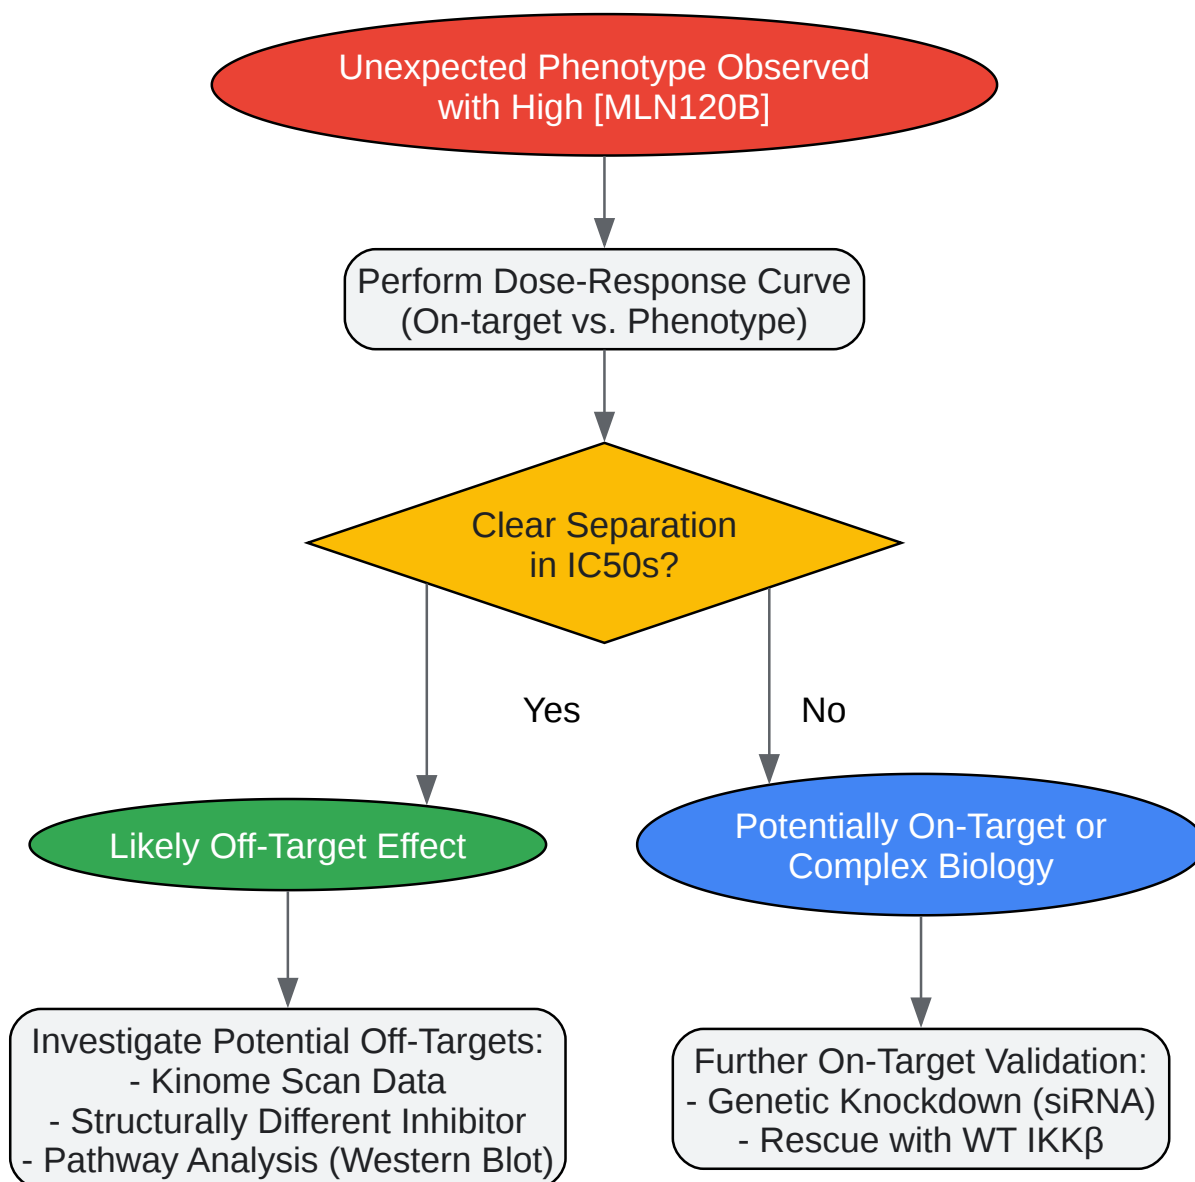 Unexpected Phenotype Observed
with High [MLN120B]
Perform Dose-Response Curve
(On-target vs. Phenotype)
Clear Separation
in IC50s?
Yes
No
Likely Off-Target Effect
Potentially On-Target or
Complex Biology
Investigate Potential Off-Targets:
- Kinome Scan Data
- Structurally Different Inhibitor
- Pathway Analysis (Western Blot)
Further On-Target Validation:
- Genetic Knockdown (siRNA)
- Rescue with WT IKKβ